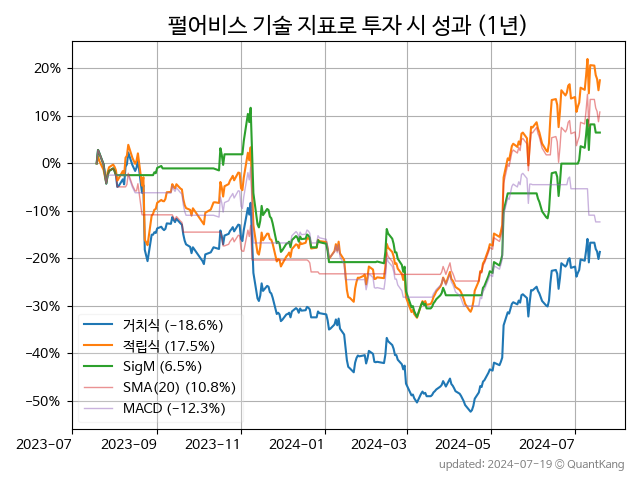 펄어비스 기술 지표로 투자 시 성과 (1년)
20%
10%
0%
−10%
−20%
−30%
−40%
−50%
거치식 (−18.6%)
적립식 (17.5%)
SigM (6.5%)
SMA(20) (10.8%)
MACD (−12.3%)
2023-07 2023-09 2023-11 2024-01 2024-03 2024-05 2024-07
updated: 2024-07-19 © QuantKang